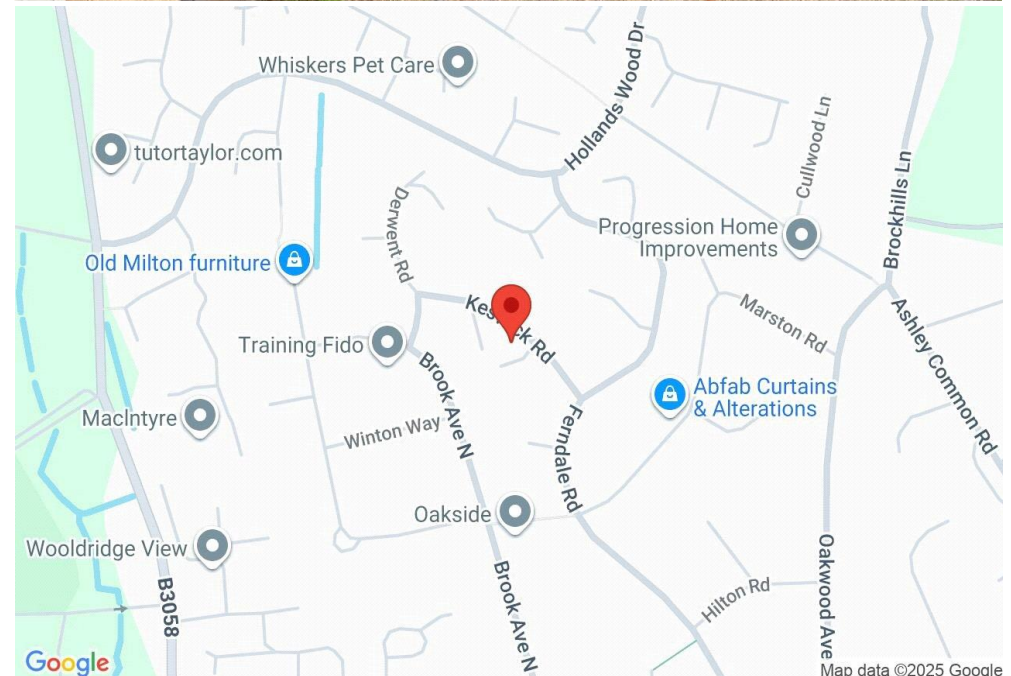 Whiskers Pet Care
Hollands Wood Dr
tutortaylor.com
Cullwood Ln
Brockhills Ln
Derwent Rd
Progression Home
Improvements
Old Milton furniture
Keswick Rd
Marston Rd
Ashley Common Rd
Training Fido
Brook Ave N
Abfab Curtains
& Alterations
MacIntyre
Winton Way
Ferndale Rd
Oakside
Wooldridge View
B3058
Brook Ave N
Hilton Rd
Oakwood Ave
Google
Map data ©2025 Google